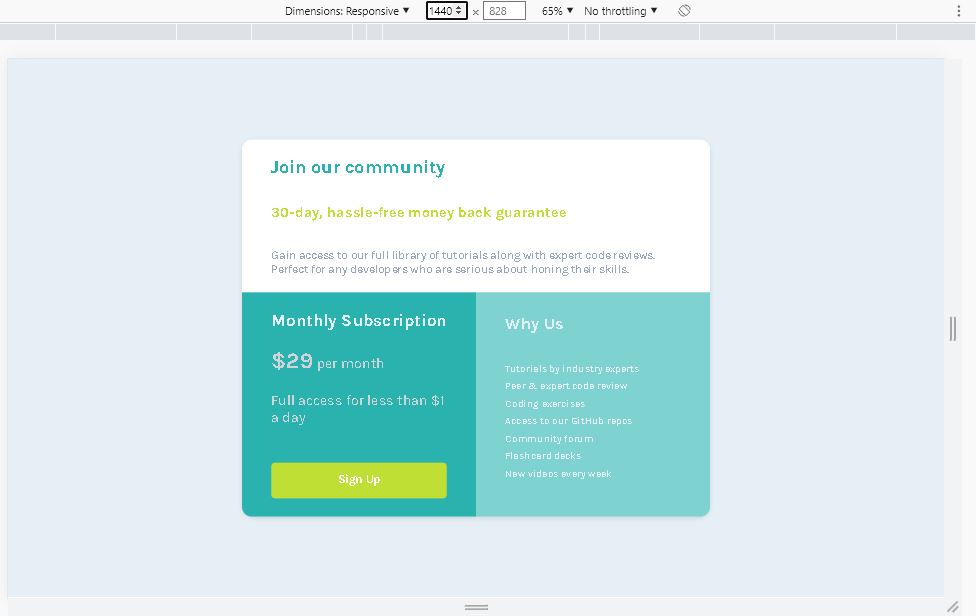 Dimensions: Responsive ▼ 1440 × 828 65% ▼ No throttling ▼
Join our community
30-day, hassle-free money back guarantee
Gain access to our full library of tutorials along with expert code reviews.
Perfect for any developers who are serious about honing their skills.
Monthly Subscription
$29 per month
Full access for less than $1
a day
Sign Up
Why Us
Tutorials by industry experts
Peer & expert code review
Coding exercises
Access to our GitHub repos
Community forum
Flashcard decks
New videos every week